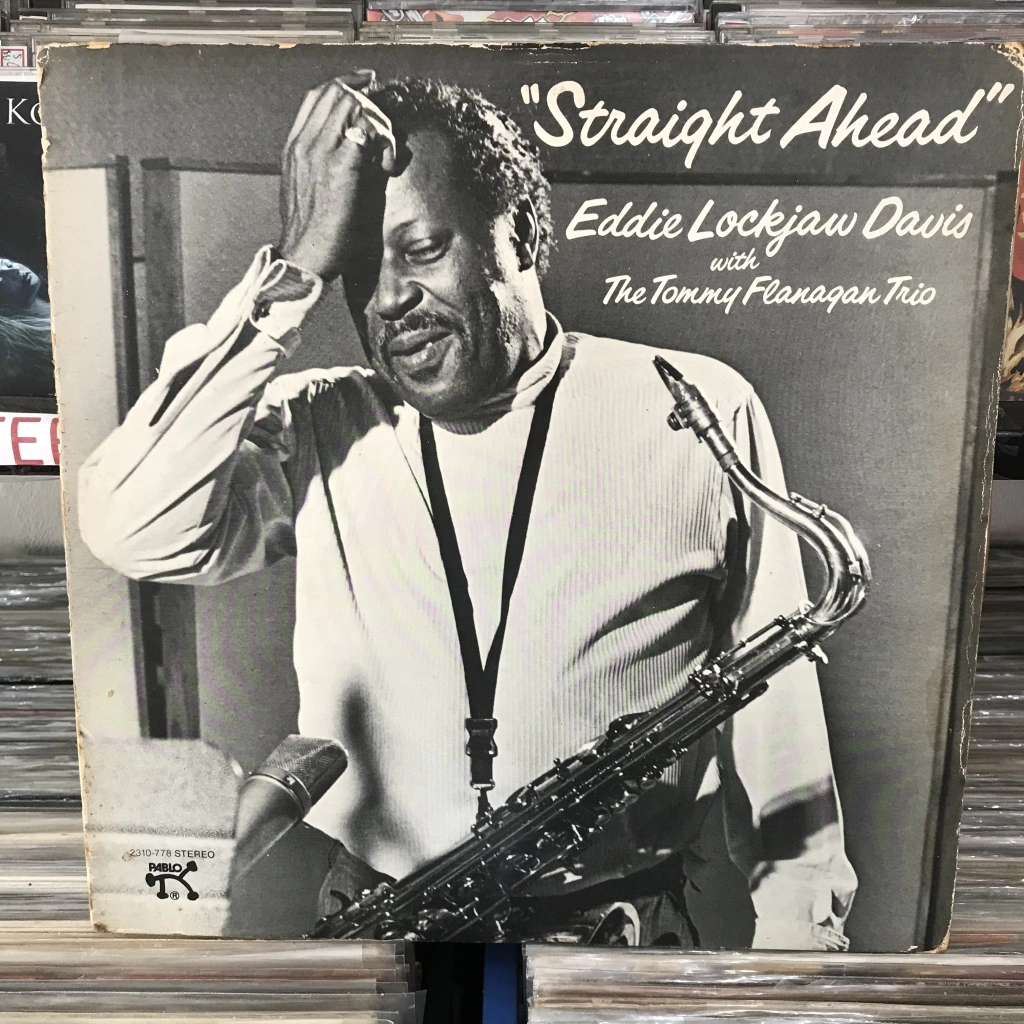 "Straight Ahead"
Eddie Lockjaw Davis
with
The Tommy Flanagan Trio
2310-778 STEREO
PABLO
®